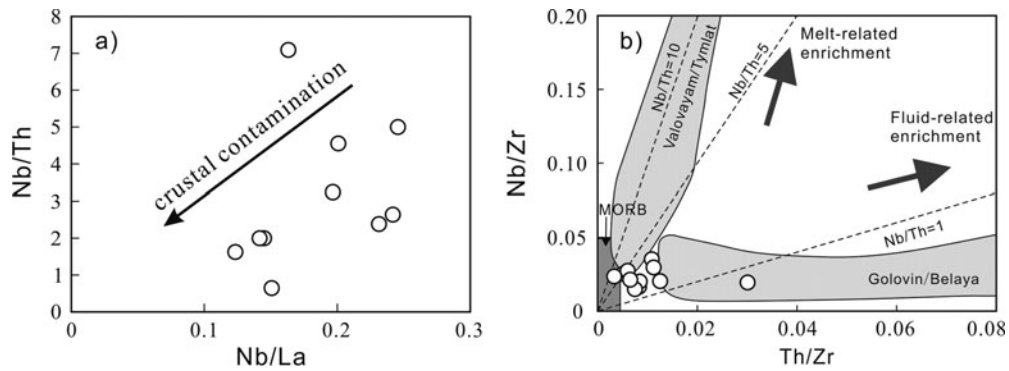 a)
8
7
6
5
4
3
2
1
0
Nb/Th
crustal contamination
0
0.1
0.2
0.3
Nb/La
b)
0.20
0.15
0.10
0.05
0
Nb/Zr
Nb/Th=10
Valovayam/Tymlat
Nb/Th=5
Melt-related
enrichment
Fluid-related
enrichment
MORB
Nb/Th=1
Golovin/Belaya
0
0.02
0.04
0.06
0.08
Th/Zr